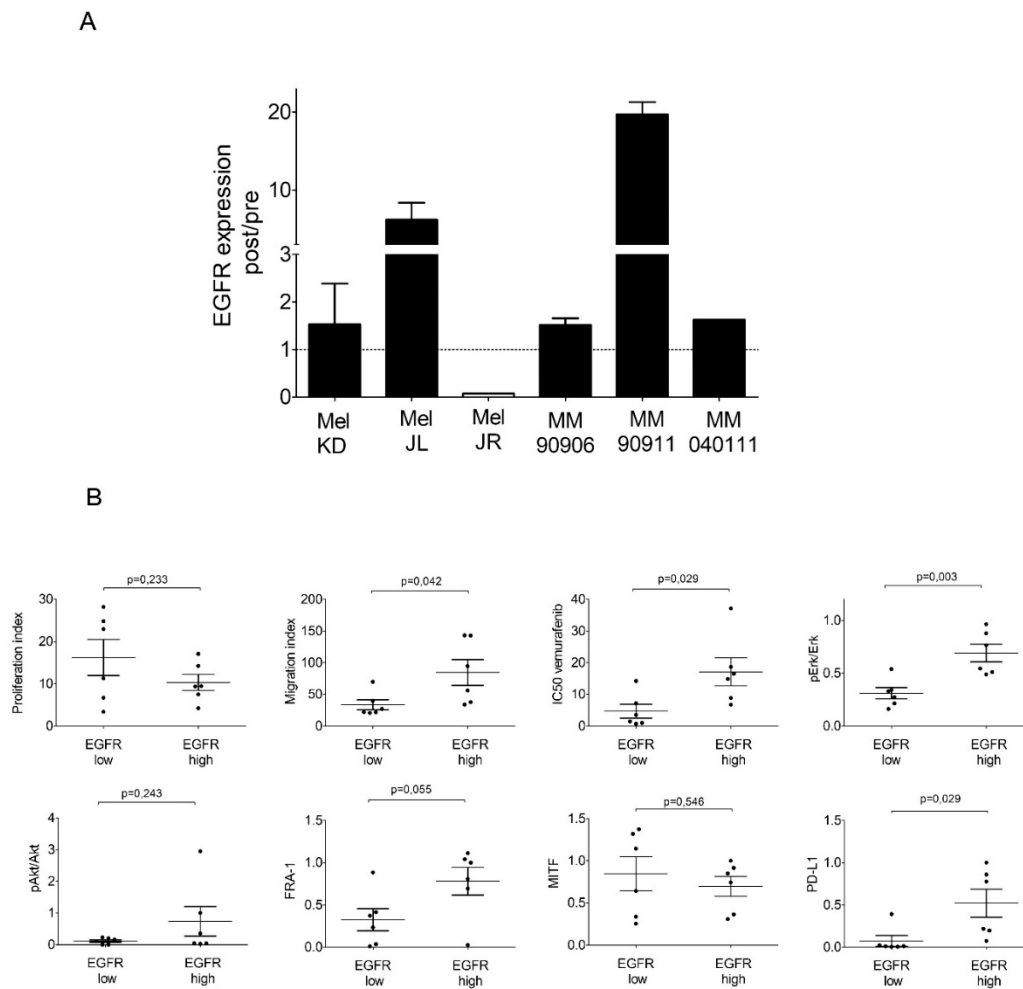 A
EGFR expression
post/pre
20
10
3
2
1
0
Mel
KD
Mel
JL
Mel
JR
MM
90906
MM
90911
MM
040111
B
p=0,233
Proliferation index
30
20
10
0
EGFR
low
EGFR
high
p=0,042
Migration index
200
150
100
50
0
EGFR
low
EGFR
high
p=0,029
IC50 vemurafenib
40
30
20
10
0
EGFR
low
EGFR
high
p=0,003
pErk/Erk
1.0
0.5
0.0
EGFR
low
EGFR
high
p=0,243
pAkt/Akt
4
3
2
1
0
EGFR
low
EGFR
high
p=0,055
FRA-1
1.5
1.0
0.5
0.0
EGFR
low
EGFR
high
p=0,546
MITF
1.5
1.0
0.5
0.0
EGFR
low
EGFR
high
p=0,029
PD-L1
1.5
1.0
0.5
0.0
EGFR
low
EGFR
high